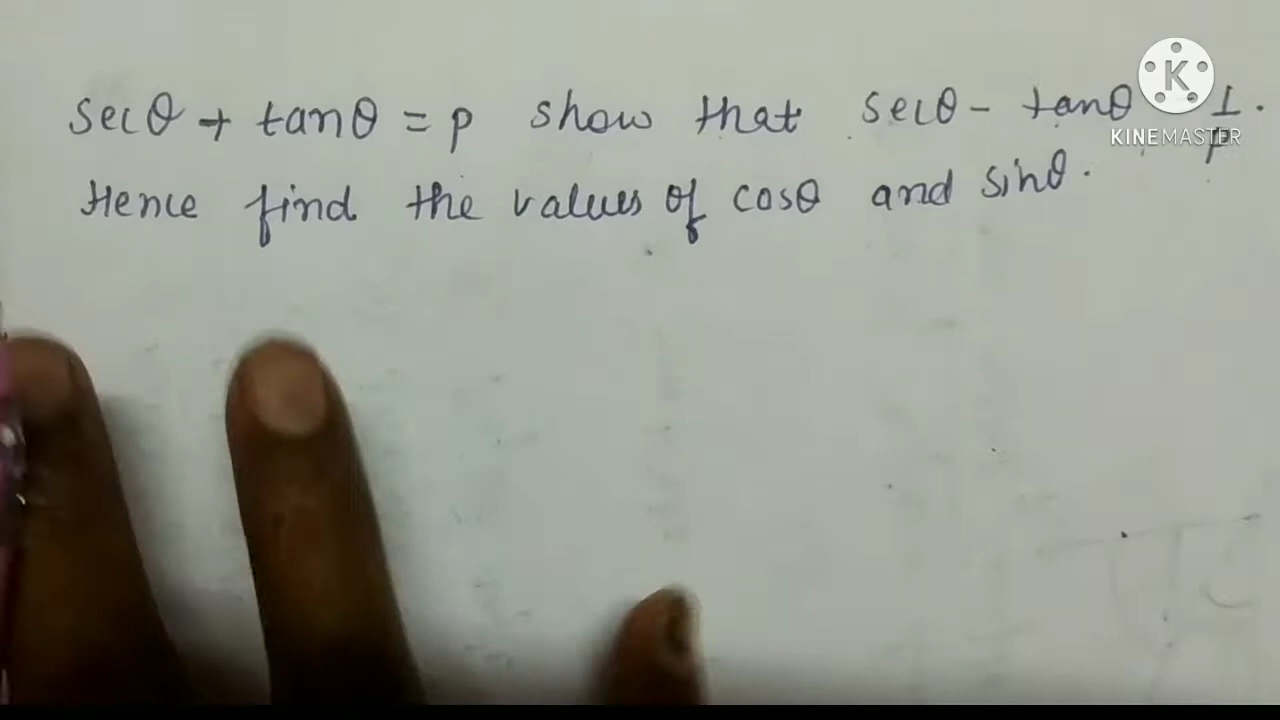 secθ + tanθ = p show that secθ - tanθ = 1/p.
Hence find the values of cosθ and sinθ.
K
KINEMASTER